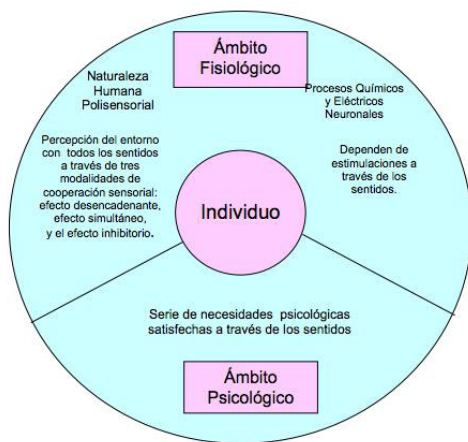 Ámbito
Fisiológico
Naturaleza
Humana
Polisensorial
Percepción del entorno
con todos los sentidos
a través de tres
modalidades de
cooperación sensorial:
efecto desencadenante,
efecto simultáneo,
y el efecto inhibitorio.
Procesos Químicos
y Eléctricos
Neuronales
Dependen de
estimulaciones a
través de los
sentidos.
Individuo
Serie de necesidades psicológicas
satisfechas a través de los sentidos
Ámbito
Psicológico